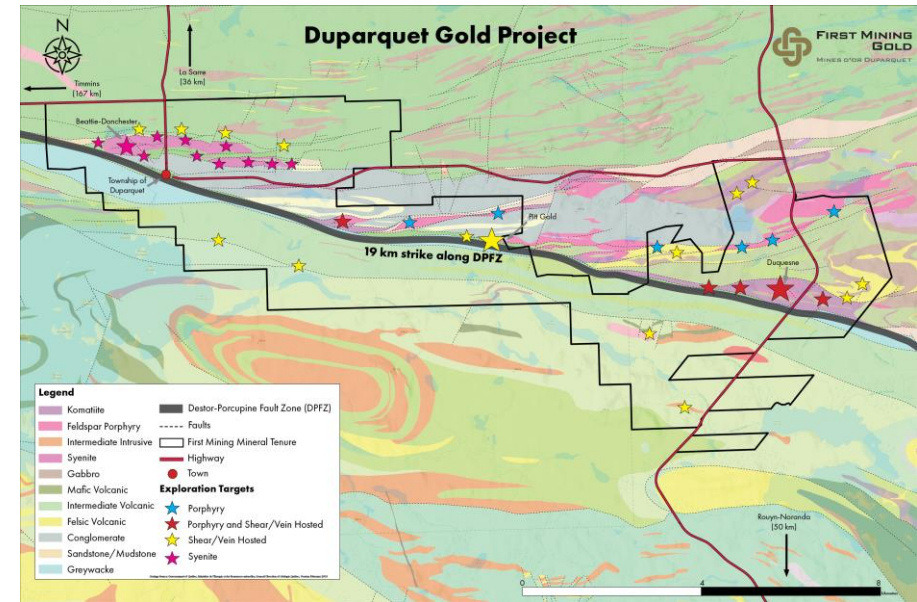 Duparquet Gold Project
FIRST MINING
GOLD
MINES D'OR DUPARQUET
N
La Sarre
(36 km)
Timmins
(167 km)
Beattie-Donchester
Township of
Duparquet
Pitt Gold
19 km strike along DPFZ
Duquesne
Rouyn-Noranda
(50 km)
Legend
Komatiite
Feldspar Porphyry
Intermediate Intrusive
Syenite
Gabbro
Mafic Volcanic
Intermediate Volcanic
Felsic Volcanic
Conglomerate
Sandstone/Mudstone
Greywacke
Destor-Porcupine Fault Zone (DPFZ)
Faults
First Mining Mineral Tenure
Highway
Town
Exploration Targets
Porphyry
Porphyry and Shear/Vein Hosted
Shear/Vein Hosted
Syenite
0 4 8